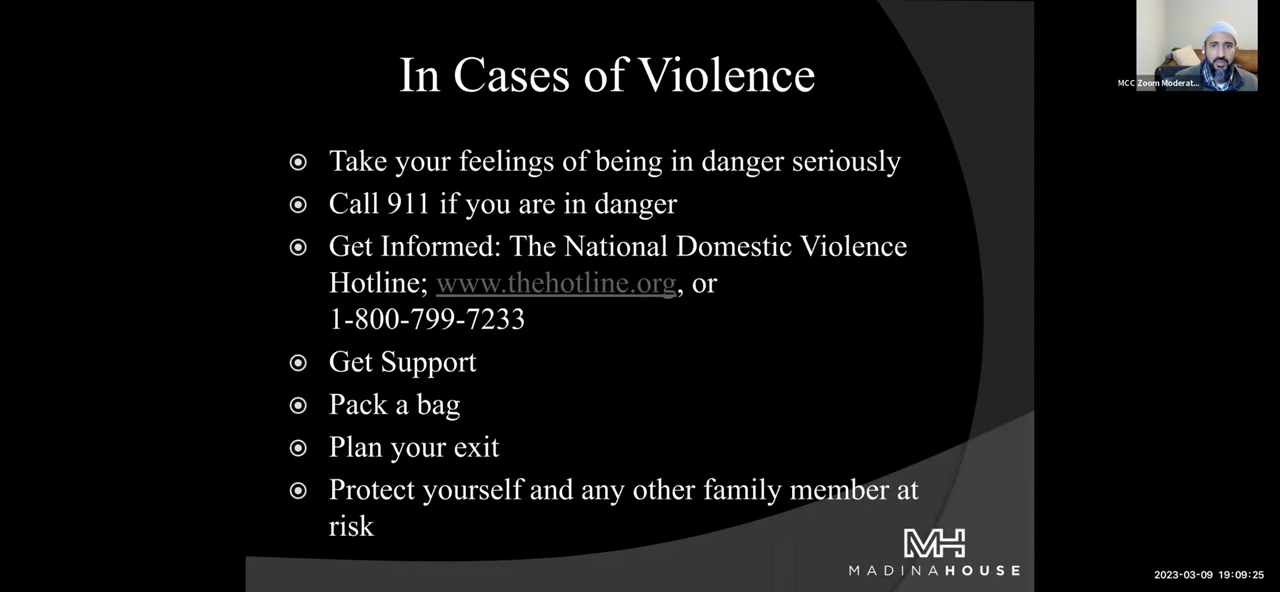 In Cases of Violence
Take your feelings of being in danger seriously
Call 911 if you are in danger
Get Informed: The National Domestic Violence
Hotline; www.thehotline.org, or
1-800-799-7233
Get Support
Pack a bag
Plan your exit
Protect yourself and any other family member at
risk
MH
MADINAHOUSE
MCC Zoom Moderat...
2023-03-09 19:09:25